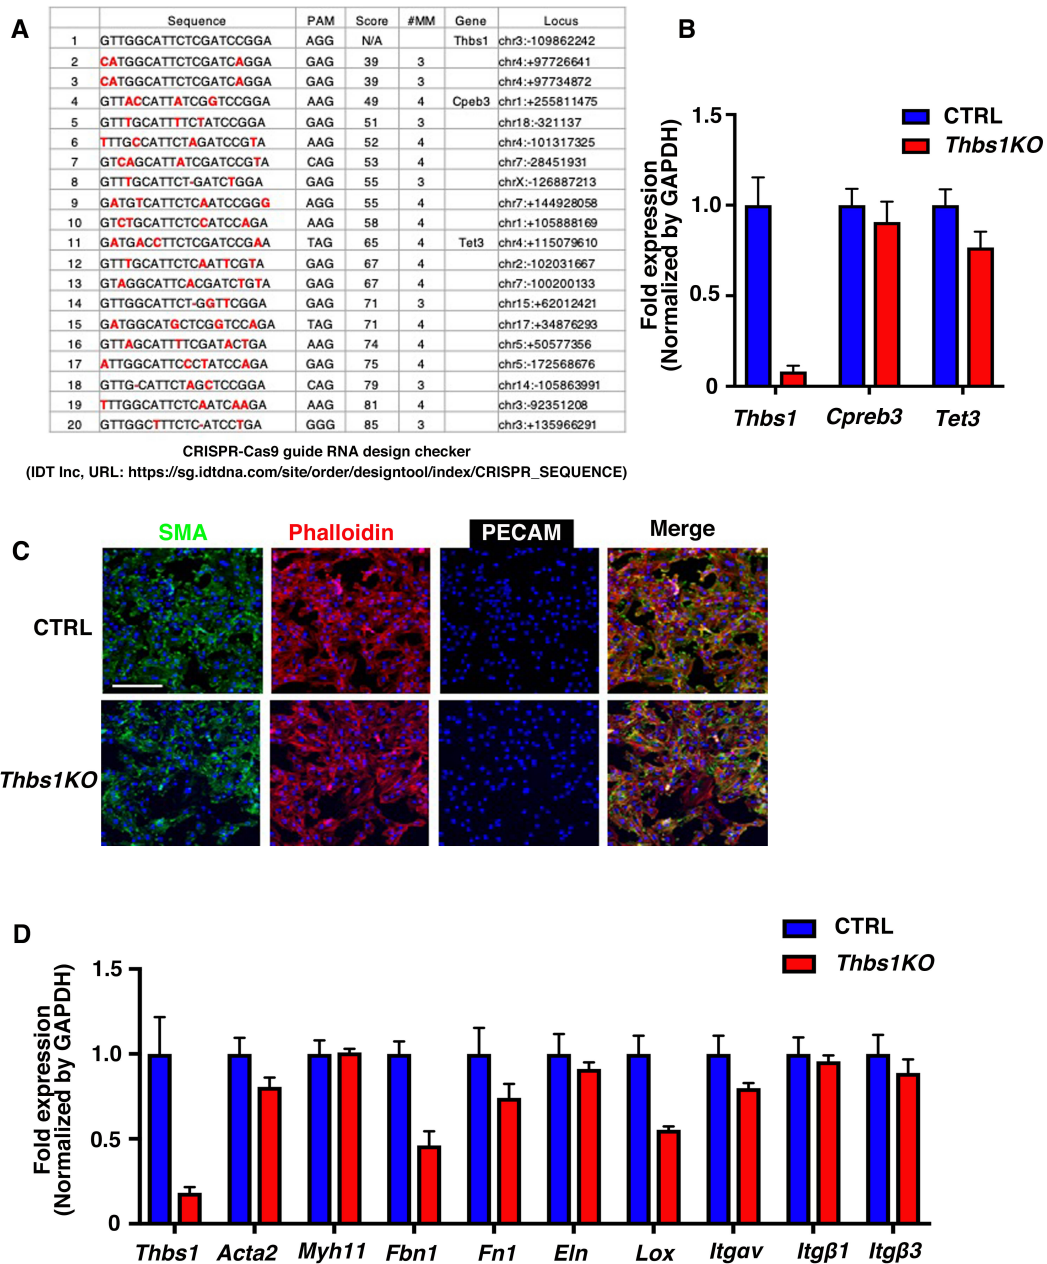 A
Sequence PAM Score #MM Gene Locus
1 GTTGGCATTCTCGATCCGGA AGG N/A Thbs1 chr3:-109862242
2 CATGGCATTCTCGATCAGGA GAG 39 3 chr4:+97726641
3 CATGGCATTCTCGATCAGGA GAG 39 3 chr4:+97734872
4 GTTACCATTATCGGTCCGGA AAG 49 4 Cpeb3 chr1:+255811475
5 GTTTGCATTTTCTATCCGGA GAG 51 3 chr18:-321137
6 TTTGCCATTCTAGATCCGTA AAG 52 4 chr4:-101317325
7 GTCAGCATTATCGATCCGTA CAG 53 4 chr7:-28451931
8 GTTTGCATTCT-GATCTGGA GAG 55 3 chrX:-126887213
9 GATGTCATTCTCAATCCGGG AGG 55 4 chr7:+144928058
10 GTCTGCATTCTCCATCCAGA AAG 58 4 chr1:+105888169
11 GATGACCTTCTCGATCCGAA TAG 65 4 Tet3 chr4:+115079610
12 GTTTGCATTCTCAATTCGTA GAG 67 4 chr2:-102031667
13 GTAGGCATTCACGATCTGTA GAG 67 4 chr7:-100200133
14 GTTGGCATTCT-GGTTCGGA GAG 71 3 chr15:+62012421
15 GATGGCATGCTCGGTCCAGA TAG 71 4 chr17:+34876293
16 GTTAGCATTTTCGATACTGA AAG 74 4 chr5:+50577356
17 ATTGGCATTCCCTATCCAGA GAG 75 4 chr5:-172568676
18 GTTG-CATTCTAGCTCCGGA CAG 79 3 chr14:-105863991
19 TTTGGCATTCTCAATCAAGA AAG 81 4 chr3:-92351208
20 GTTGGCTTTCTC-ATCCTGA GGG 85 3 chr3:+135966291
CRISPR-Cas9 guide RNA design checker
(IDT Inc, URL: https://sg.idtdna.com/site/order/designtool/index/CRISPR_SEQUENCE)
B
CTRL
Thbs1KO
Fold expression
(Normalized by GAPDH)
1.5
1.0
0.5
0
Thbs1 Cpreb3 Tet3
C
SMA Phalloidin PECAM Merge
CTRL
Thbs1KO
D
CTRL
Thbs1KO
Fold expression
(Normalized by GAPDH)
1.5
1.0
0.5
0
Thbs1 Acta2 Myh11 Fbn1 Fn1 Eln Lox Itgαv Itgβ1 Itgβ3